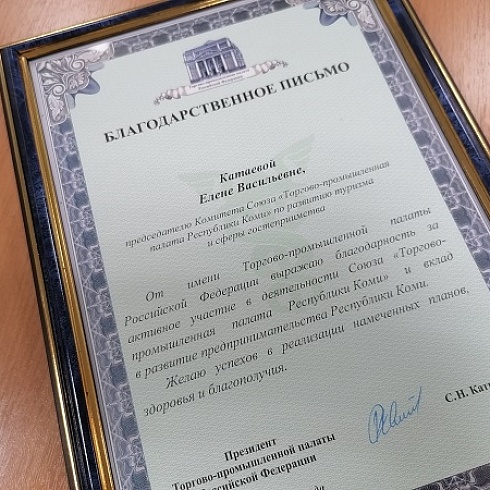 БЛАГОДАРСТВЕННОЕ ПИСЬМО
Катаевой
Елене Васильевне,
председателю Комитета Союза «Торгово-промышленная
палата Республики Коми» по развитию туризма
и сферы гостеприимства
От имени Торгово-промышленной палаты
Российской Федерации выражаю благодарность за
активное участие в деятельности Союза «Торгово-
промышленная палата Республики Коми» и вклад
в развитие предпринимательства Республики Коми.
Желаю успехов в реализации намеченных планов,
здоровья и благополучия.
Президент
Торгово-промышленной палаты
Российской Федерации
С.Н. Кат